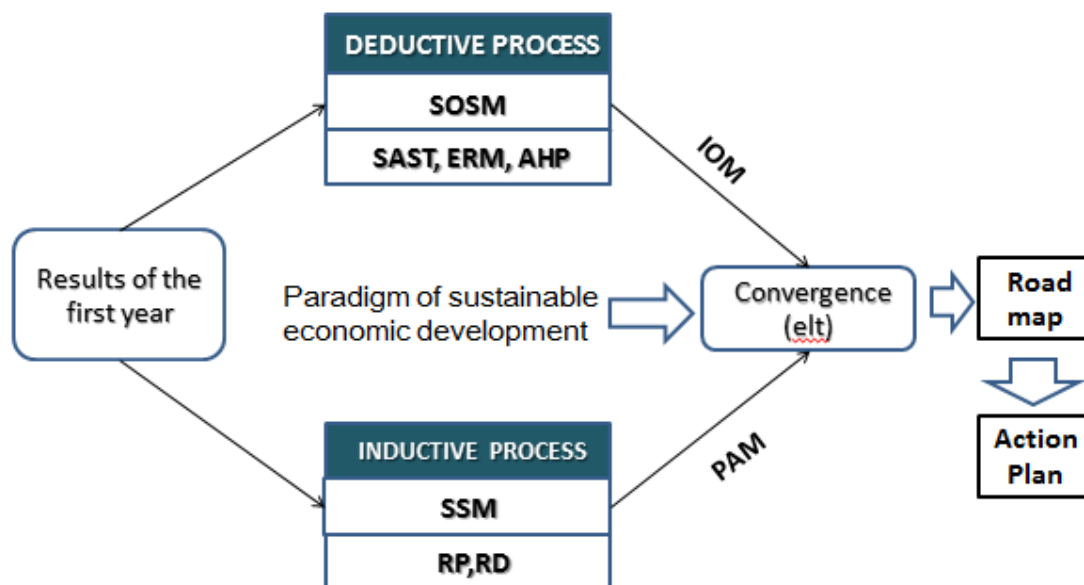 DEDUCTIVE PROCESS
SOSM
SAST, ERM, AHP
IOM
Results of the
first year
Paradigm of sustainable
economic development
Convergence
(elt)
Road
map
Action
Plan
INDUCTIVE PROCESS
SSM
RP,RD
PAM